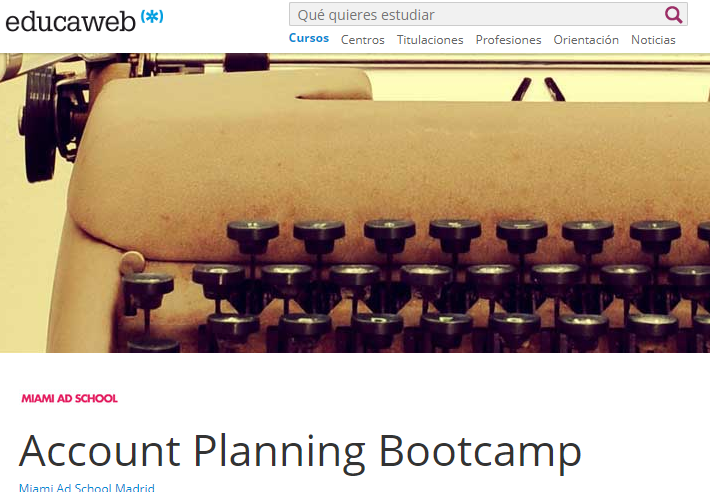 educaweb (*)
Qué quieres estudiar
Cursos Centros Titulaciones Profesiones Orientación Noticias
MIAMI AD SCHOOL
Account Planning Bootcamp
Miami Ad School Madrid